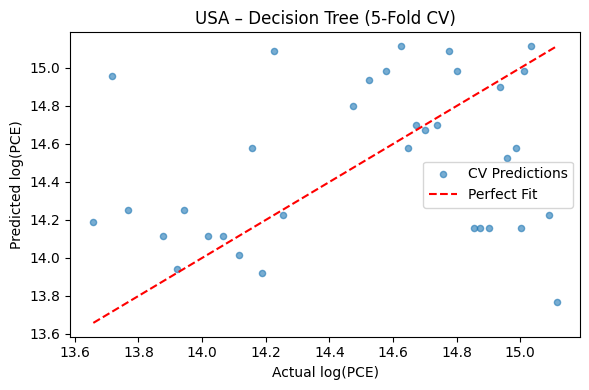 USA – Decision Tree (5-Fold CV)
Predicted log(PCE)
15.0
14.8
14.6
14.4
14.2
14.0
13.8
13.6
CV Predictions
Perfect Fit
13.6 13.8 14.0 14.2 14.4 14.6 14.8 15.0
Actual log(PCE)